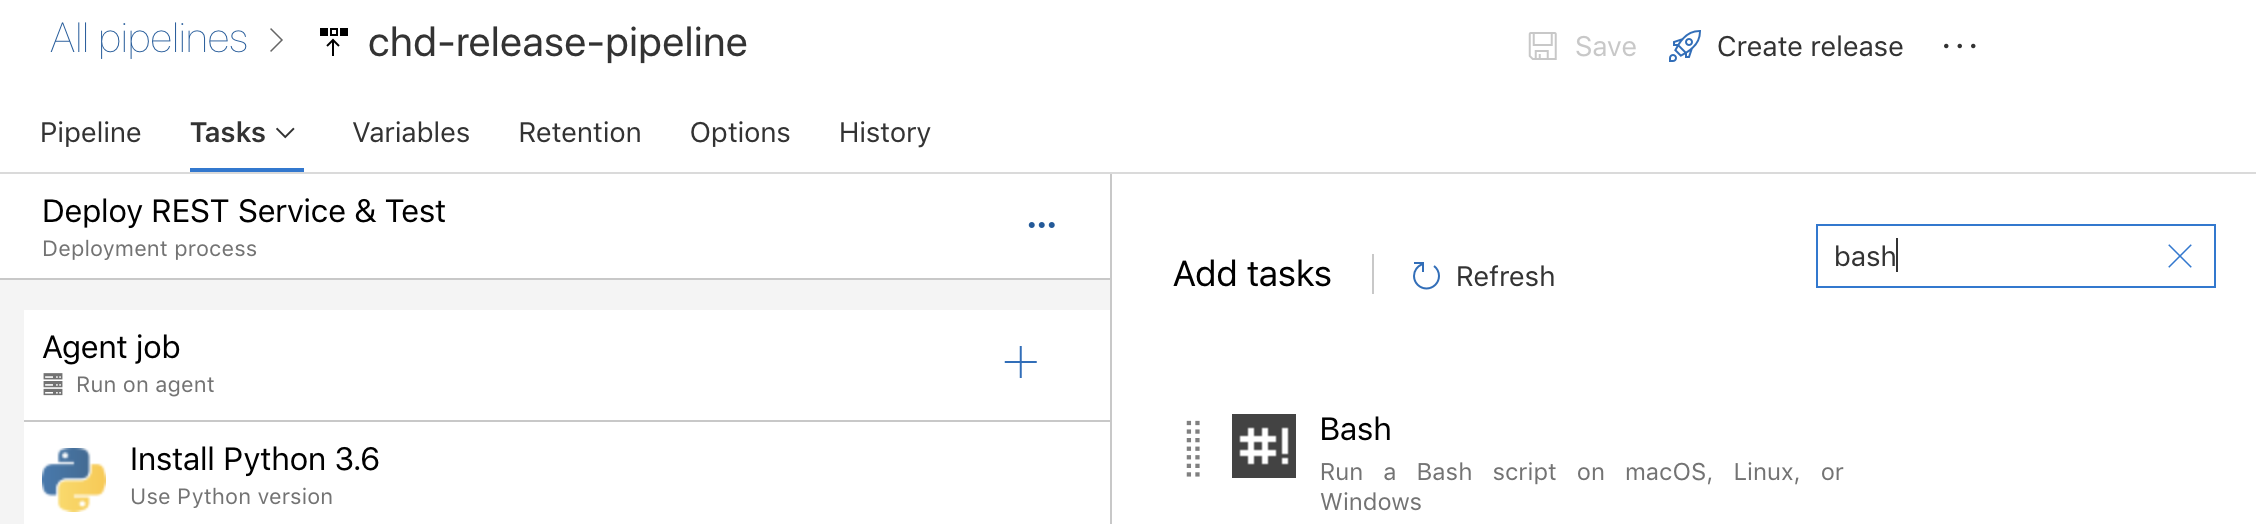 All pipelines > chd-release-pipeline
Save Create release ...
Pipeline Tasks Variables Retention Options History
Deploy REST Service & Test
Deployment process
Add tasks Refresh
bash
Agent job
Run on agent
Install Python 3.6
Use Python version
#! Bash
Run a Bash script on macOS, Linux, or
Windows